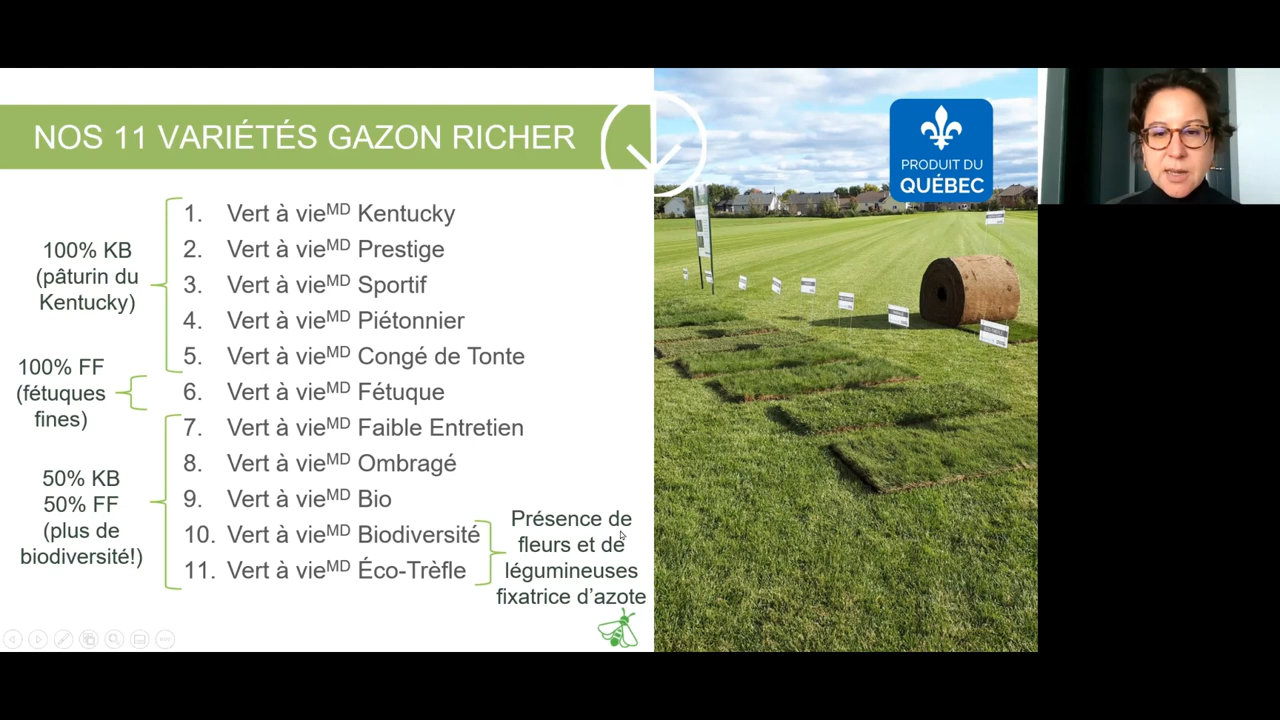 NOS 11 VARIÉTÉS GAZON RICHER
100% KB
(pâturin du
Kentucky)
1. Vert à vieMD Kentucky
2. Vert à vieMD Prestige
3. Vert à vieMD Sportif
4. Vert à vieMD Piétonnier
5. Vert à vieMD Congé de Tonte
100% FF
(fétuques
fines)
6. Vert à vieMD Fétuque
50% KB
50% FF
(plus de
biodiversité!)
7. Vert à vieMD Faible Entretien
8. Vert à vieMD Ombragé
9. Vert à vieMD Bio
10. Vert à vieMD Biodiversité
11. Vert à vieMD Éco-Trèfle
Présence de
fleurs et de
légumineuses
fixatrice d'azote
PRODUIT DU
QUÉBEC